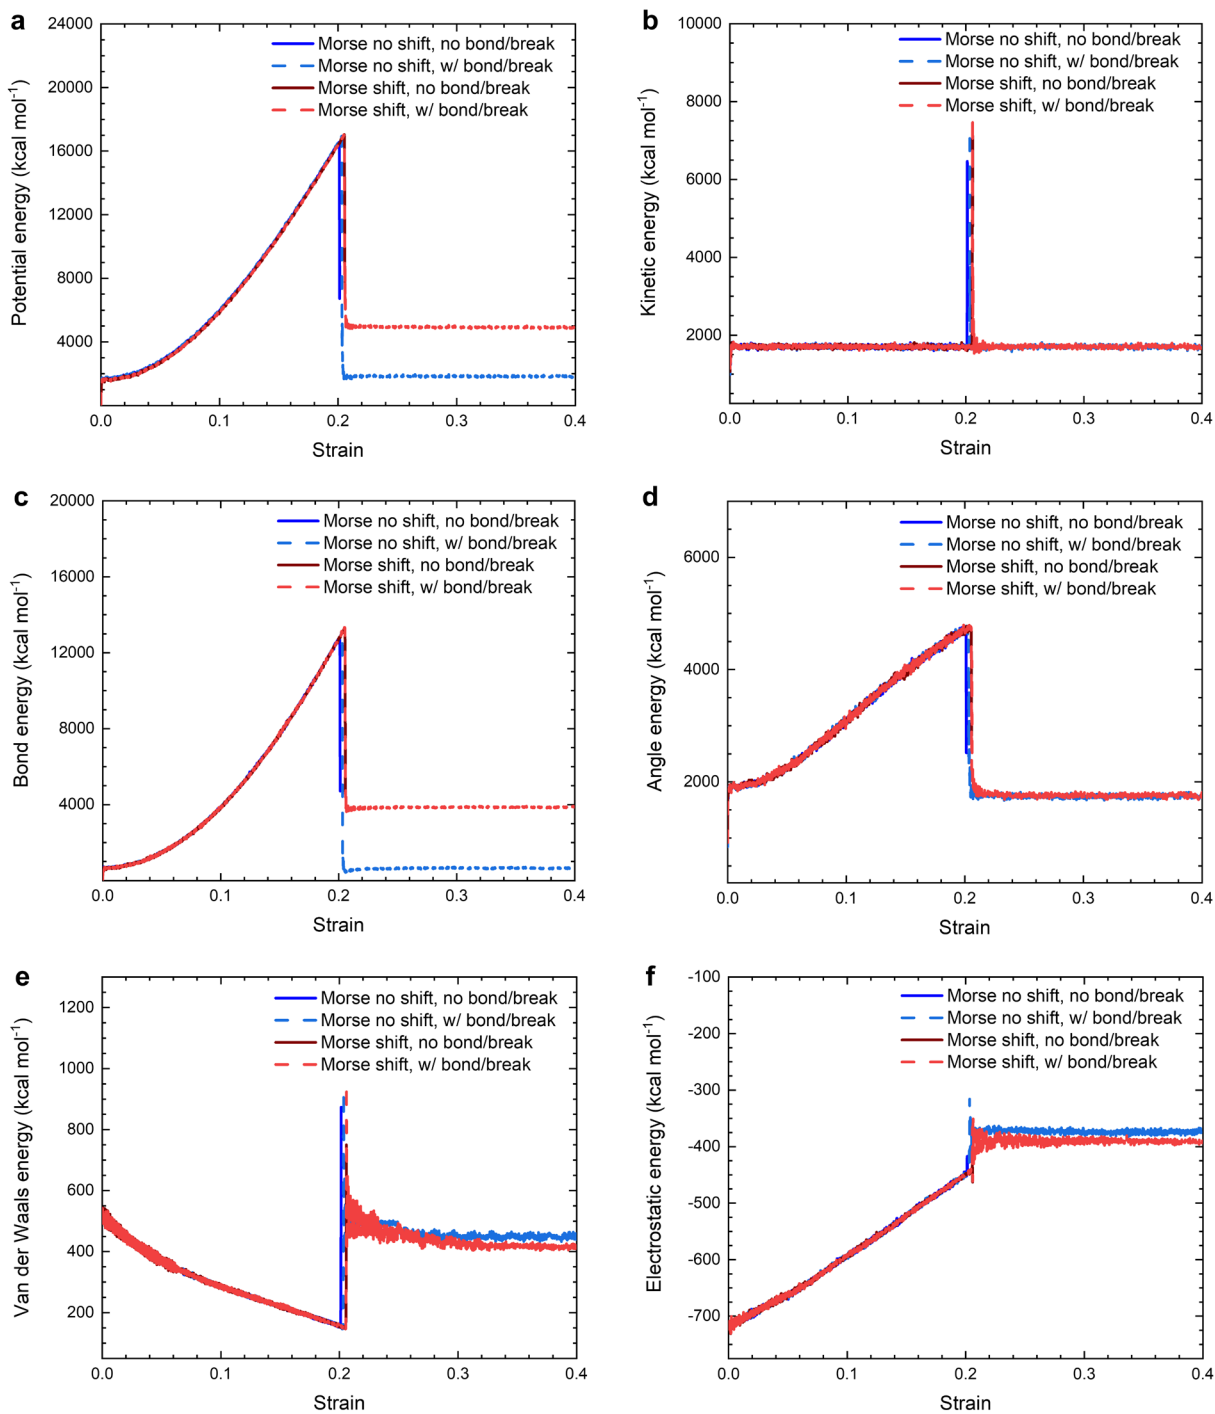 a
24000
20000
16000
12000
8000
4000
0.0
0.1
0.2
0.3
0.4
Potential energy (kcal mol-1)
Strain
Morse no shift, no bond/break
Morse no shift, w/ bond/break
Morse shift, no bond/break
Morse shift, w/ bond/break
b
10000
8000
6000
4000
2000
0.0
0.1
0.2
0.3
0.4
Kinetic energy (kcal mol-1)
Strain
Morse no shift, no bond/break
Morse no shift, w/ bond/break
Morse shift, no bond/break
Morse shift, w/ bond/break
c
20000
16000
12000
8000
4000
0.0
0.1
0.2
0.3
0.4
Bond energy (kcal mol-1)
Strain
Morse no shift, no bond/break
Morse no shift, w/ bond/break
Morse shift, no bond/break
Morse shift, w/ bond/break
d
6000
4000
2000
0.0
0.1
0.2
0.3
0.4
Angle energy (kcal mol-1)
Strain
Morse no shift, no bond/break
Morse no shift, w/ bond/break
Morse shift, no bond/break
Morse shift, w/ bond/break
e
1200
1000
800
600
400
200
0.0
0.1
0.2
0.3
0.4
Van der Waals energy (kcal mol-1)
Strain
Morse no shift, no bond/break
Morse no shift, w/ bond/break
Morse shift, no bond/break
Morse shift, w/ bond/break
f
-100
-200
-300
-400
-500
-600
-700
0.0
0.1
0.2
0.3
0.4
Electrostatic energy (kcal mol-1)
Strain
Morse no shift, no bond/break
Morse no shift, w/ bond/break
Morse shift, no bond/break
Morse shift, w/ bond/break